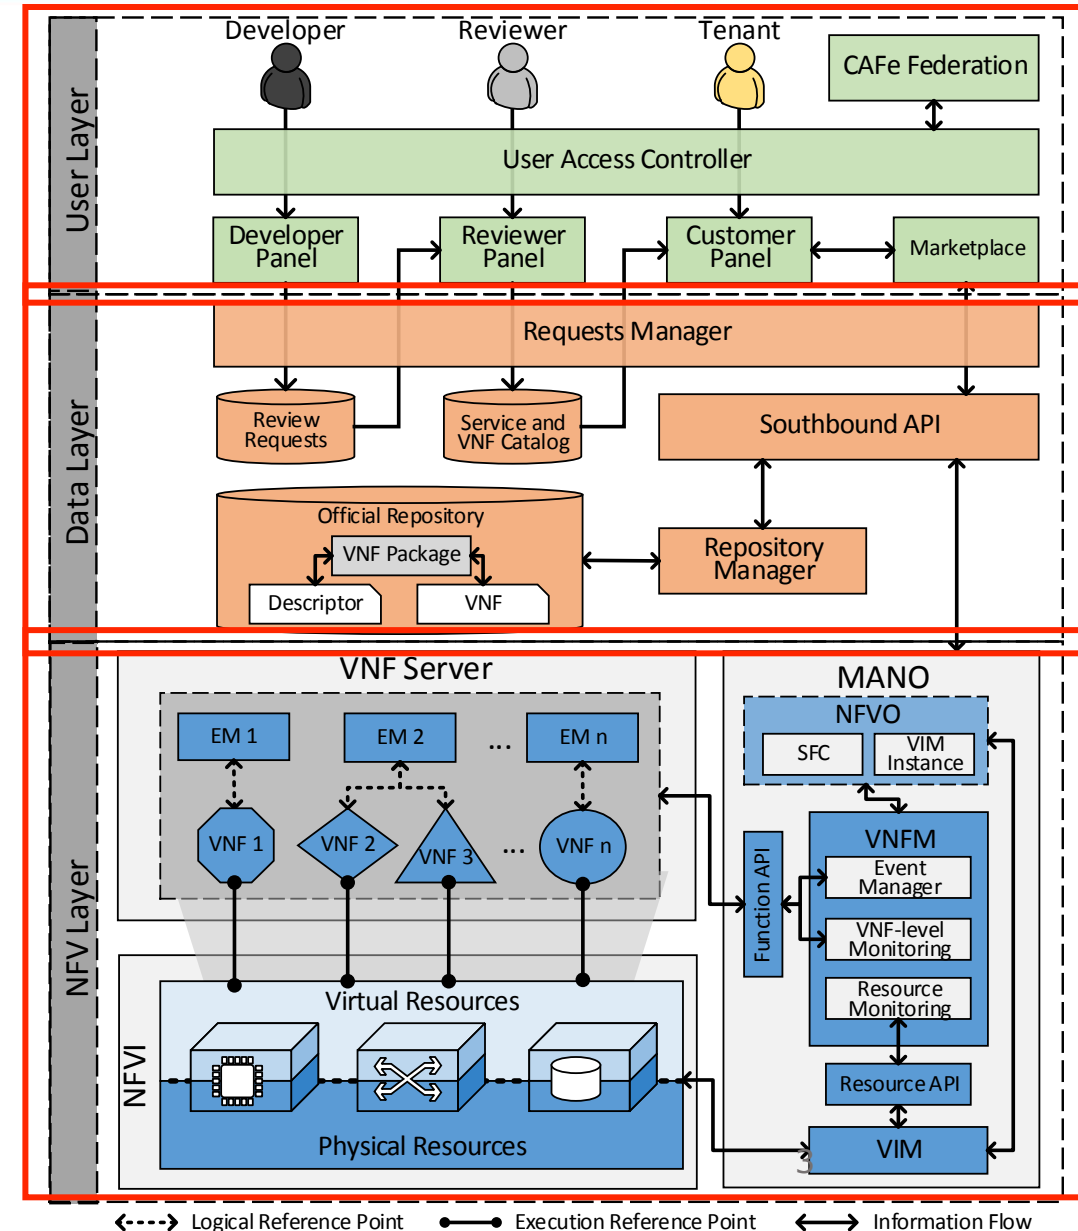 Developer
Reviewer
Tenant
CAFe Federation
User Layer
User Access Controller
Developer
Panel
Reviewer
Panel
Customer
Panel
Marketplace
Data Layer
Requests Manager
Review
Requests
Service and
VNF Catalog
Southbound API
Official Repository
VNF Package
Descriptor
VNF
Repository
Manager
NFV Layer
VNF Server
EM 1
EM 2
...
EM n
VNF 1
VNF 2
VNF 3
...
VNF n
MANO
NFVO
SFC
VIM
Instance
VNFM
Event
Manager
VNF-level
Monitoring
Resource
Monitoring
Function API
Resource API
VIM
3
NFVI
Virtual Resources
Physical Resources
Logical Reference Point
Execution Reference Point
Information Flow